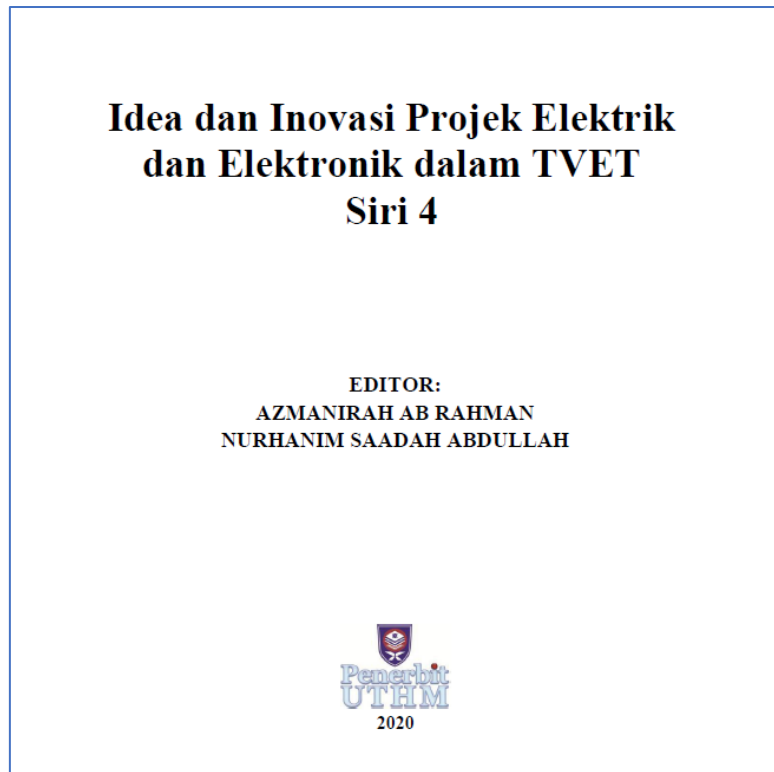 Idea dan Inovasi Projek Elektrik
dan Elektronik dalam TVET
Siri 4
EDITOR:
AZMANIRAH AB RAHMAN
NURHANIM SAADAH ABDULLAH
Penerbit
UTHM
2020